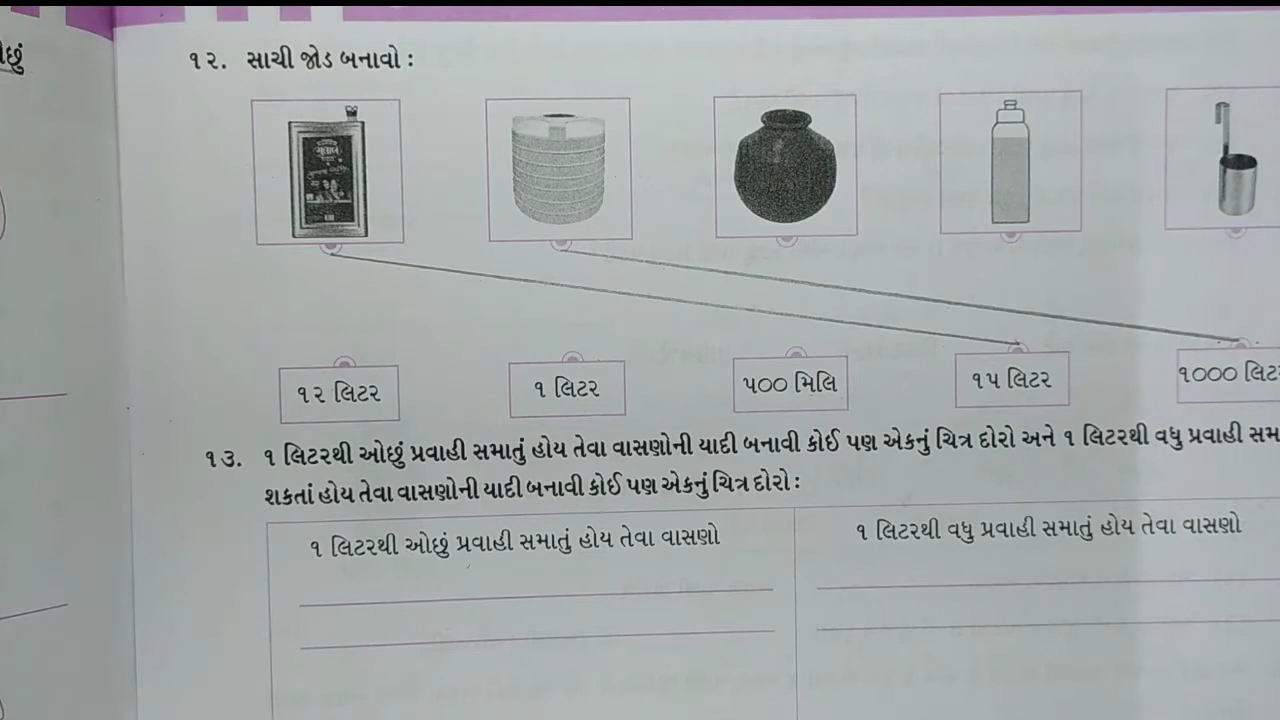 ૧૨. સાચી જોડ બનાવો :
૧૨ લિટર
૧ લિટર
૫૦૦ મિલિ
૧૫ લિટર
૧૦૦૦
૧૩. ૧ લિટરથી ઓછું પ્રવાહી સમાતું હોય તેવા વાસણોની યાદી બનાવી કોઈ પણ એકનું ચિત્ર દોરો અને ૧ લિટરથી વધુ પ્રવાહી
શકતાં હોય તેવા વાસણોની યાદી બનાવી કોઈ પણ એકનું ચિત્ર દોરો :
૧ લિટરથી ઓછું પ્રવાહી સમાતું હોય તેવા વાસણો
૧ લિટરથી વધુ પ્રવાહી સમાતું હોય તેવા વાસણો